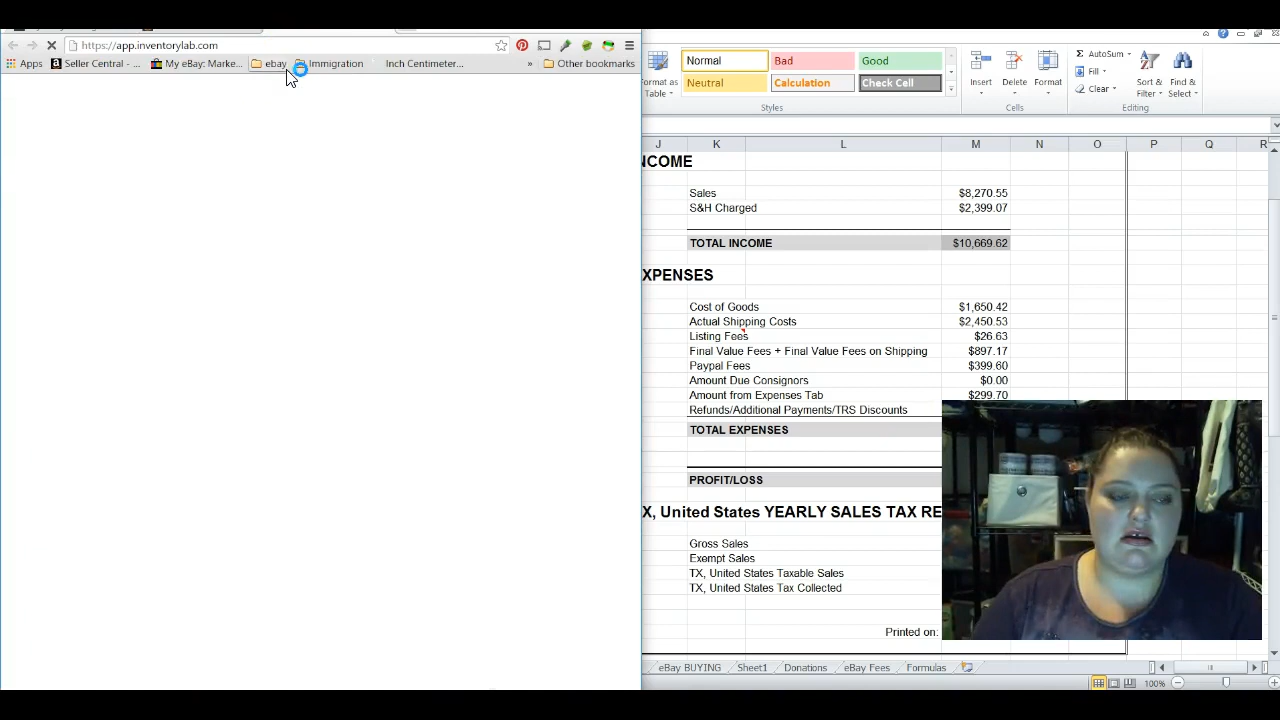 https://app.inventorylab.com
Apps Seller Central - ... My eBay: Marke... ebay Immigration Inch Centimeter... » Other bookmarks
Normal Bad Good
Neutral Calculation Check Cell
Styles
Format as Table
Insert Delete Format
Cells
Σ AutoSum
Fill
Clear
Sort & Filter Find & Select
Editing
J K L M N O P Q R
NCOME
Sales $8,270.55
S&H Charged $2,399.07
TOTAL INCOME $10,669.62
XPENSES
Cost of Goods $1,650.42
Actual Shipping Costs $2,450.53
Listing Fees $26.63
Final Value Fees + Final Value Fees on Shipping $897.17
Paypal Fees $399.60
Amount Due Consignors $0.00
Amount from Expenses Tab $299.70
Refunds/Additional Payments/TRS Discounts
TOTAL EXPENSES
PROFIT/LOSS
X, United States YEARLY SALES TAX RE
Gross Sales
Exempt Sales
TX, United States Taxable Sales
TX, United States Tax Collected
Printed on:
eBay BUYING Sheet1 Donations eBay Fees Formulas
100%